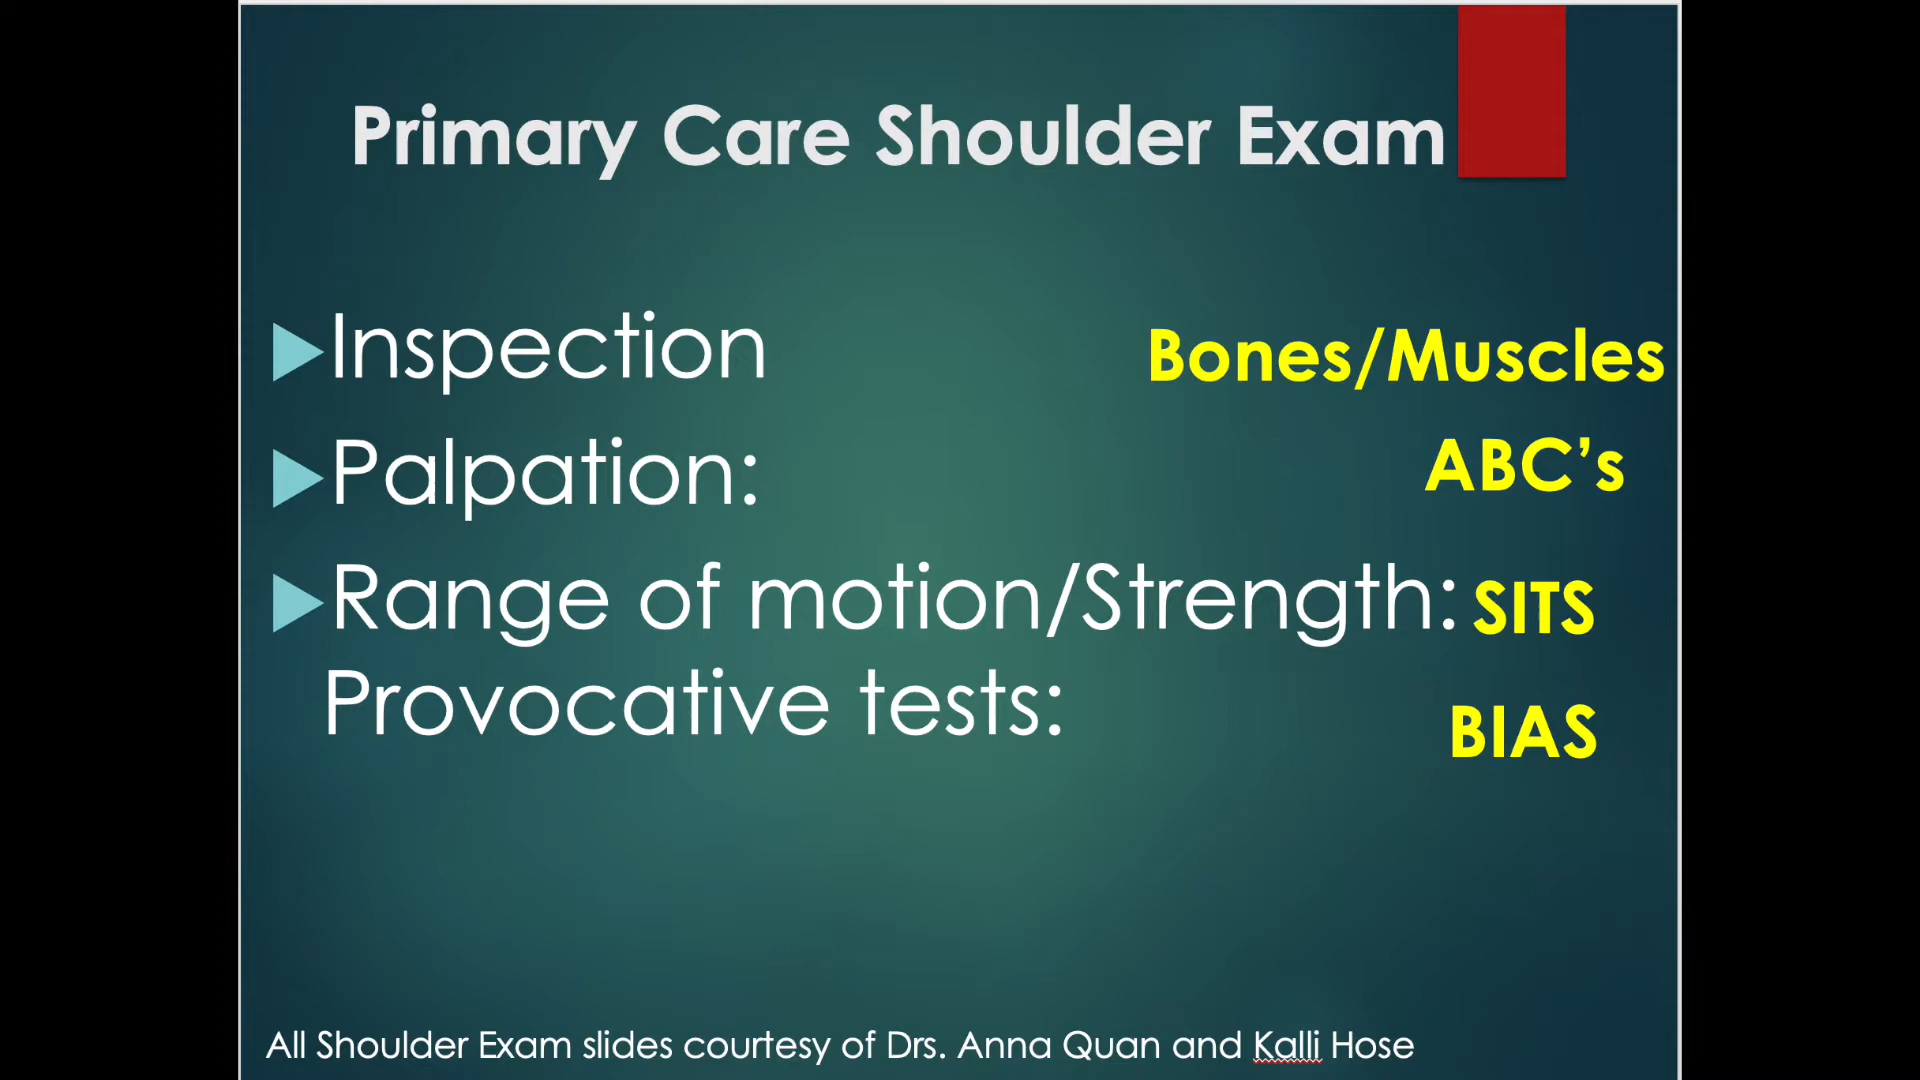 Primary Care Shoulder Exam
Inspection Bones/Muscles
Palpation: ABC’s
Range of motion/Strength: SITS
Provocative tests: BIAS
All Shoulder Exam slides courtesy of Drs. Anna Quan and Kalli Hose